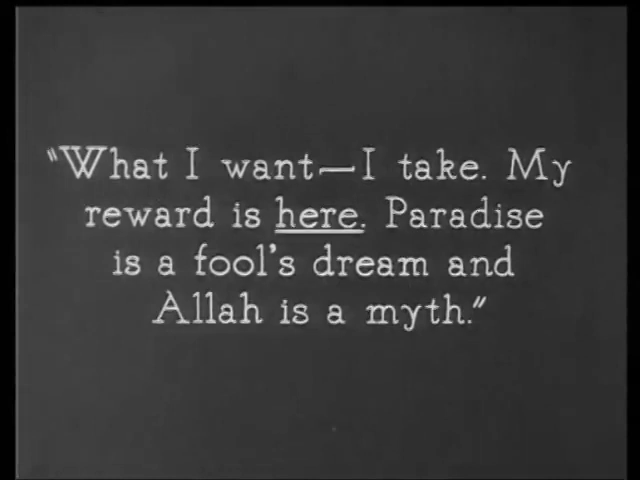 "What I want—I take. My
reward is here. Paradise
is a fool's dream and
Allah is a myth."